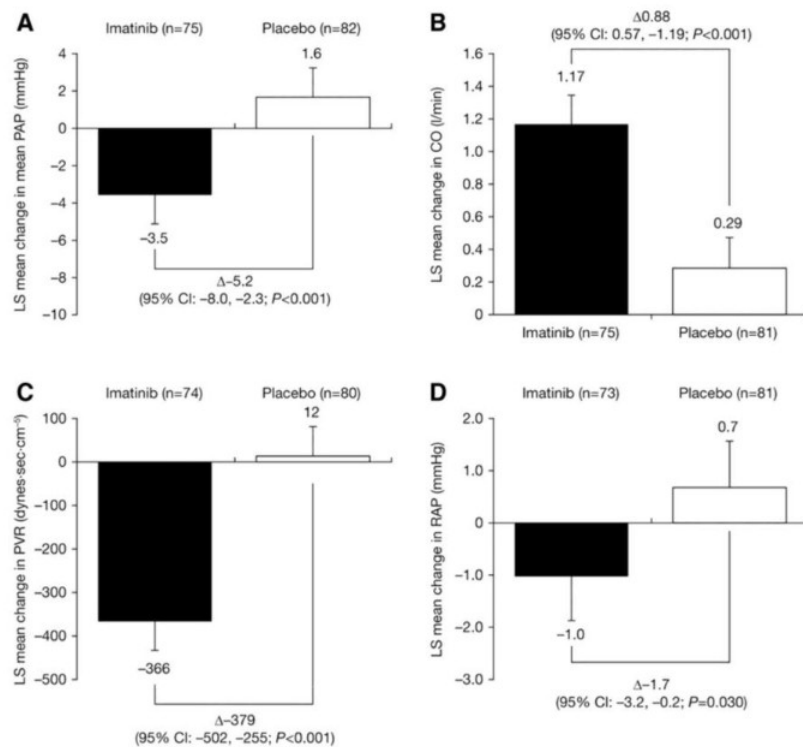 A
Imatinib (n=75) Placebo (n=82)
LS mean change in mean PAP (mmHg)
4
2
0
−2
−4
−6
−8
−10
1.6
−3.5
Δ−5.2
(95% CI: −8.0, −2.3; P<0.001)
B
Δ0.88
(95% CI: 0.57, −1.19; P<0.001)
LS mean change in CO (l/min)
1.6
1.4
1.2
1.0
0.8
0.6
0.4
0.2
0
1.17
0.29
Imatinib (n=75) Placebo (n=81)
C
Imatinib (n=74) Placebo (n=80)
LS mean change in PVR (dynes·sec·cm⁻⁵)
100
0
−100
−200
−300
−400
−500
12
−366
Δ−379
(95% CI: −502, −255; P<0.001)
D
Imatinib (n=73) Placebo (n=81)
LS mean change in RAP (mmHg)
2.0
1.0
0
−1.0
−2.0
−3.0
0.7
−1.0
Δ−1.7
(95% CI: −3.2, −0.2; P=0.030)